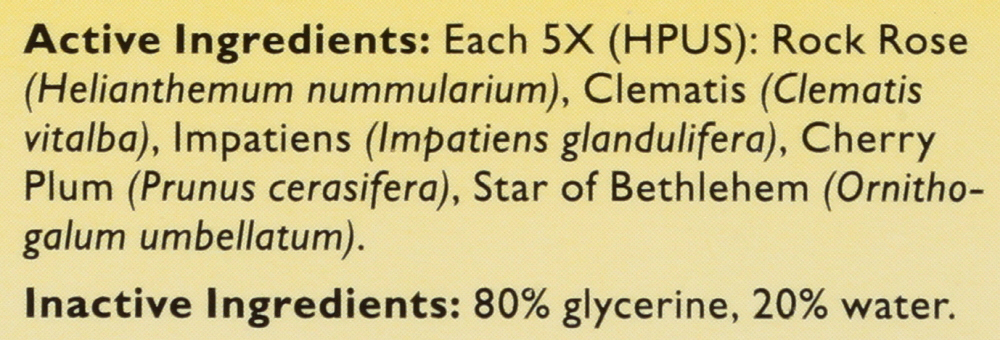 Active Ingredients: Each 5X (HPUS): Rock Rose
(Helianthemum nummularium), Clematis (Clematis
vitalba), Impatiens (Impatiens glandulifera), Cherry
Plum (Prunus cerasifera), Star of Bethlehem (Ornitho-
galum umbellatum).
Inactive Ingredients: 80% glycerine, 20% water.